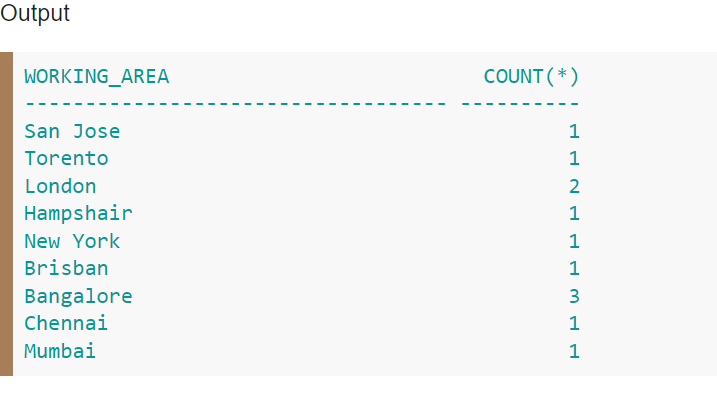 Output
WORKING_AREA COUNT(*)
----------------------------------- ----------
San Jose 1
Torento 1
London 2
Hampshair 1
New York 1
Brisban 1
Bangalore 3
Chennai 1
Mumbai 1